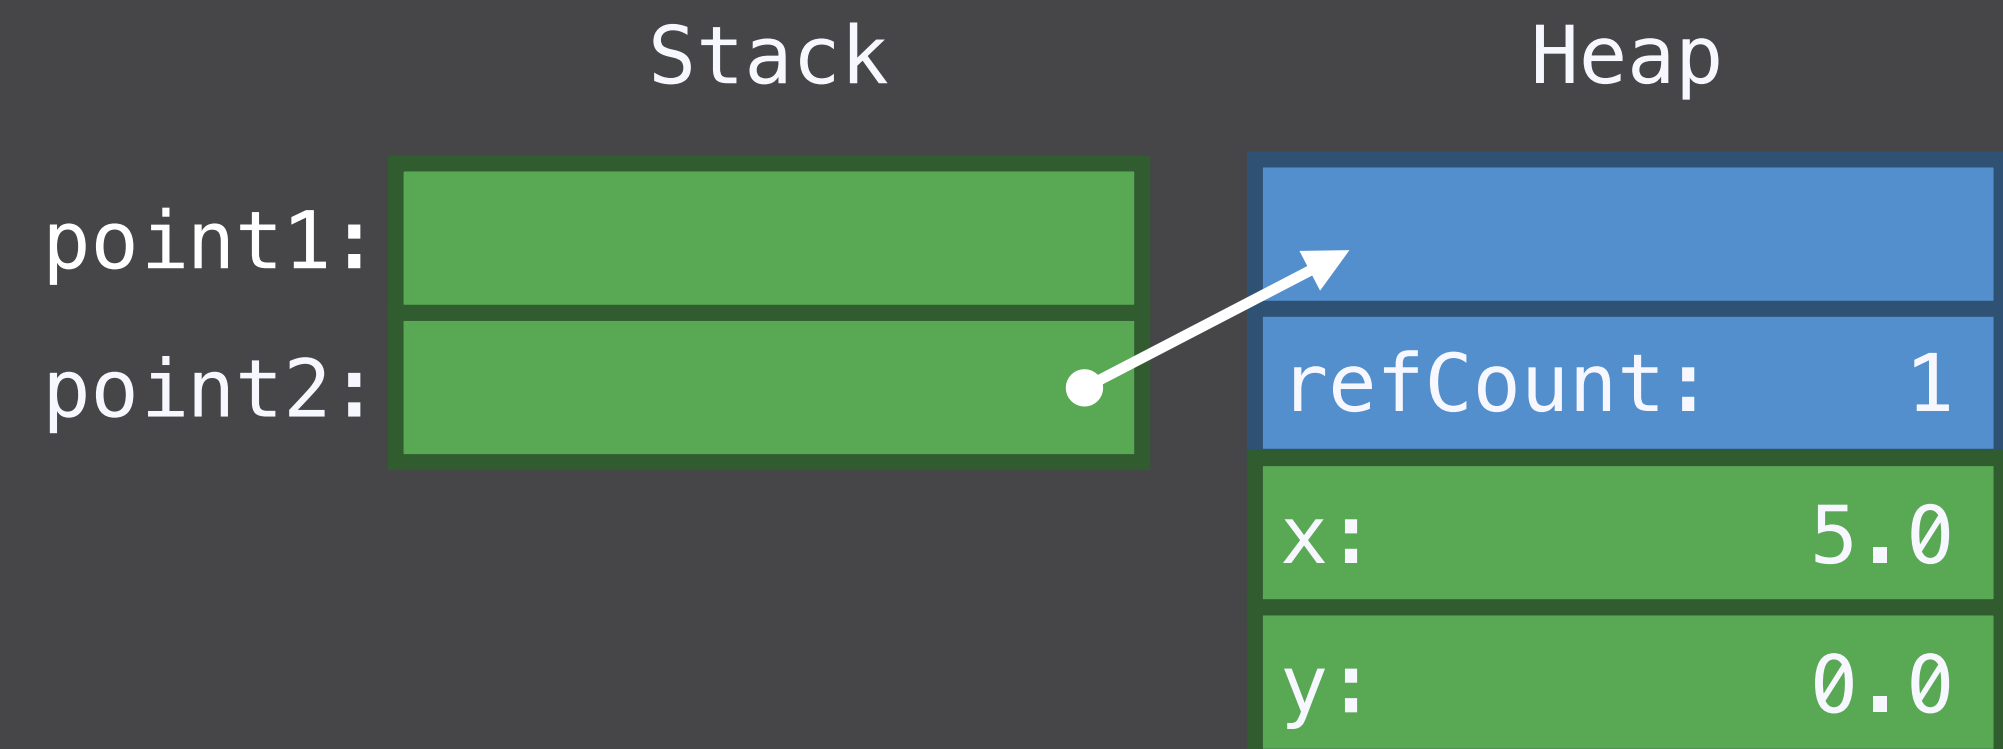 Stack
Heap
point1:
point2:
refCount: 1
x: 5.0
y: 0.0